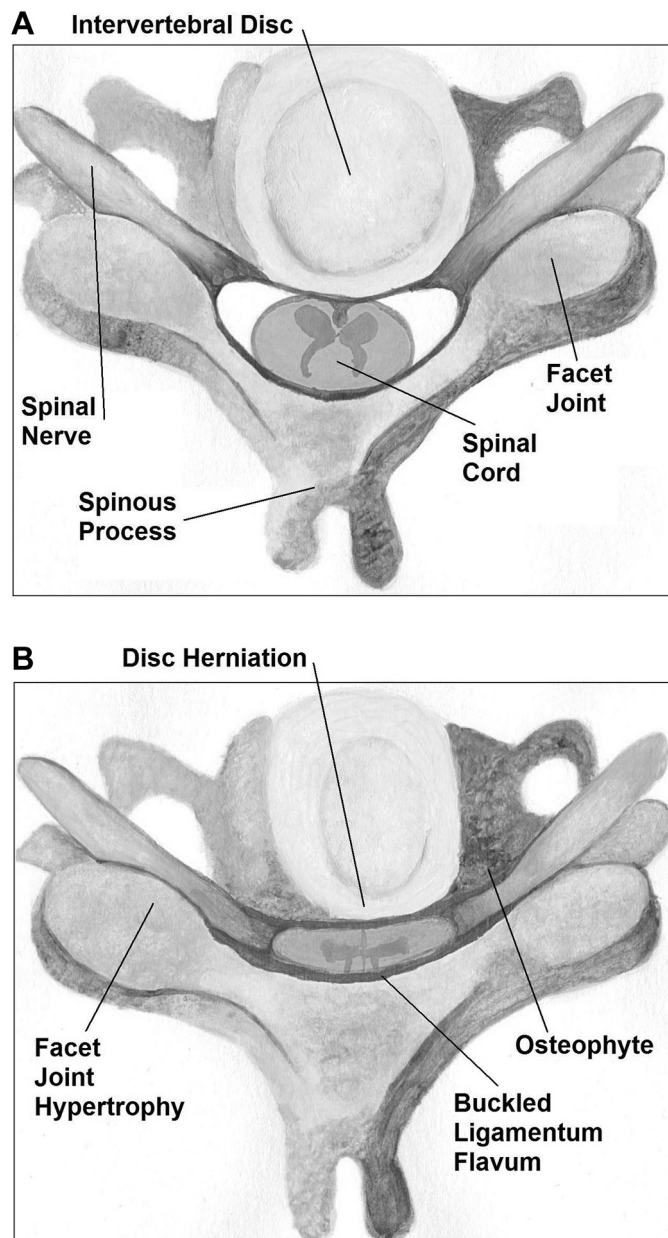 A
Intervertebral Disc
Spinal
Nerve
Facet
Joint
Spinal
Cord
Spinous
Process
B
Disc Herniation
Facet
Joint
Hypertrophy
Osteophyte
Buckled
Ligamentum
Flavum